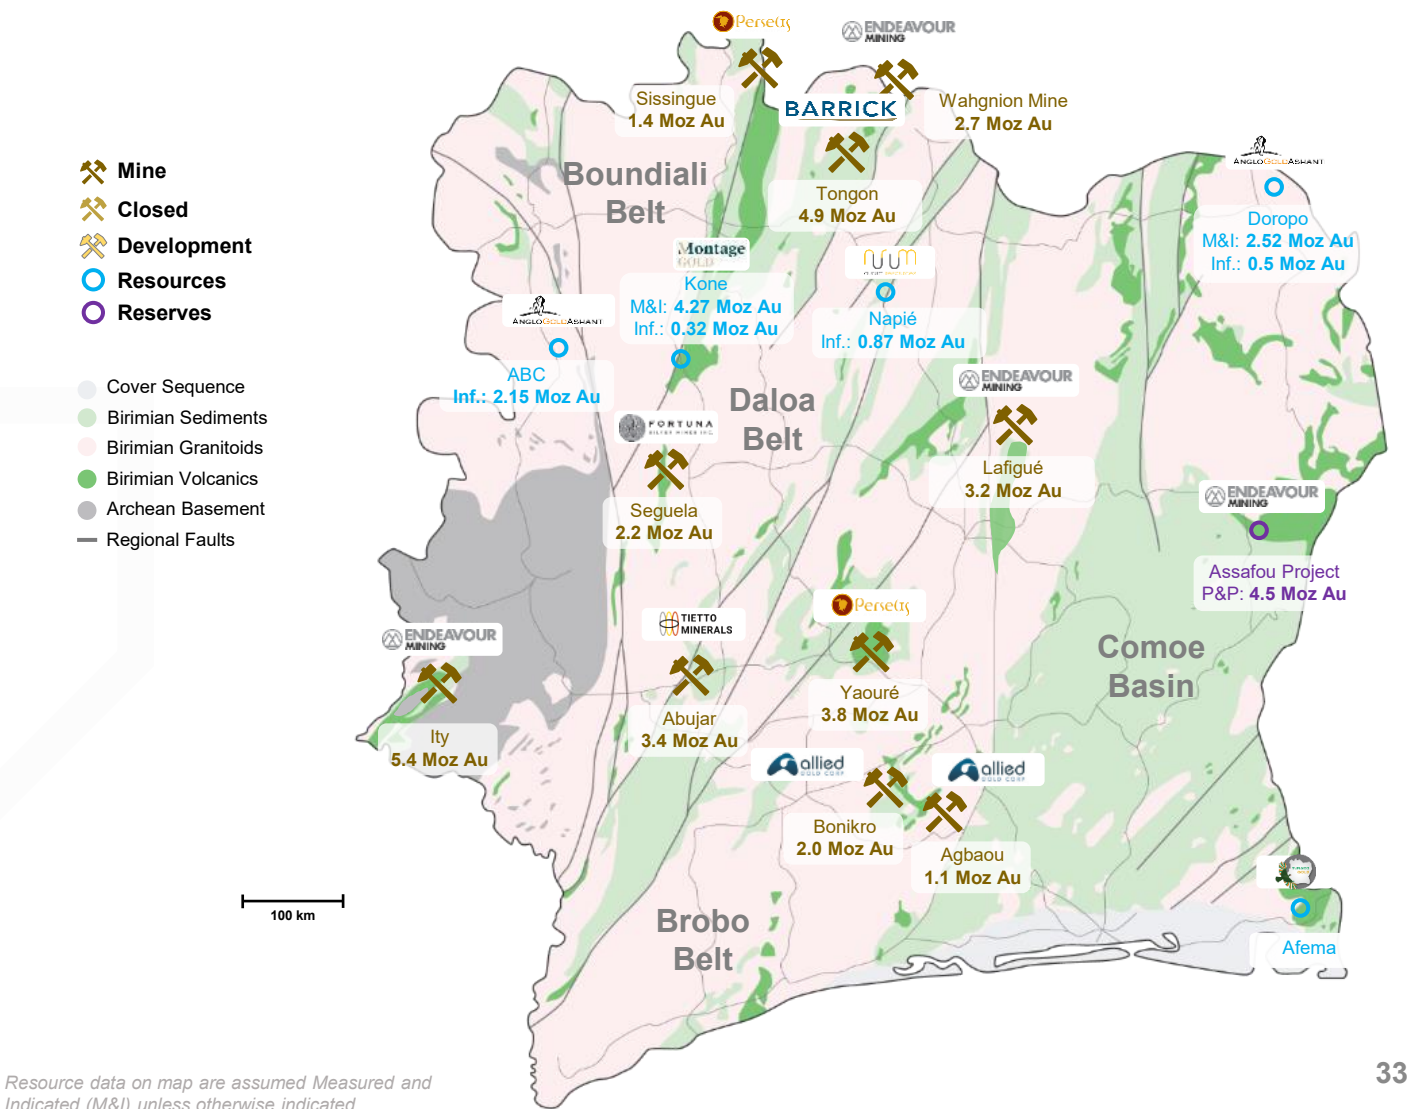 Perseus
ENDEAVOUR
MINING
Sissingue
1.4 Moz Au
BARRICK
Wahgnion Mine
2.7 Moz Au
Tongon
4.9 Moz Au
ANGLOGOLDASHANTI
Doropo
M&I: 2.52 Moz Au
Inf.: 0.5 Moz Au
Mine
Closed
Development
Resources
Reserves
Boundiali
Belt
Montage
GOLD
Kone
M&I: 4.27 Moz Au
Inf.: 0.32 Moz Au
Napié
Inf.: 0.87 Moz Au
ANGLOGOLDASHANTI
ABC
Inf.: 2.15 Moz Au
Cover Sequence
Birimian Sediments
Birimian Granitoids
Birimian Volcanics
Archean Basement
Regional Faults
Daloa
Belt
ENDEAVOUR
MINING
Lafigué
3.2 Moz Au
FORTUNA
SILVER MINES INC.
Seguela
2.2 Moz Au
ENDEAVOUR
MINING
Assafou Project
P&P: 4.5 Moz Au
Perseus
Yaouré
3.8 Moz Au
TIETTO
MINERALS
Abujar
3.4 Moz Au
ENDEAVOUR
MINING
Ity
5.4 Moz Au
Comoe
Basin
allied
GOLD CORP
Bonikro
2.0 Moz Au
allied
GOLD CORP
Agbaou
1.1 Moz Au
Brobo
Belt
Afema
100 km
Resource data on map are assumed Measured and
Indicated (M&I) unless otherwise indicated
33